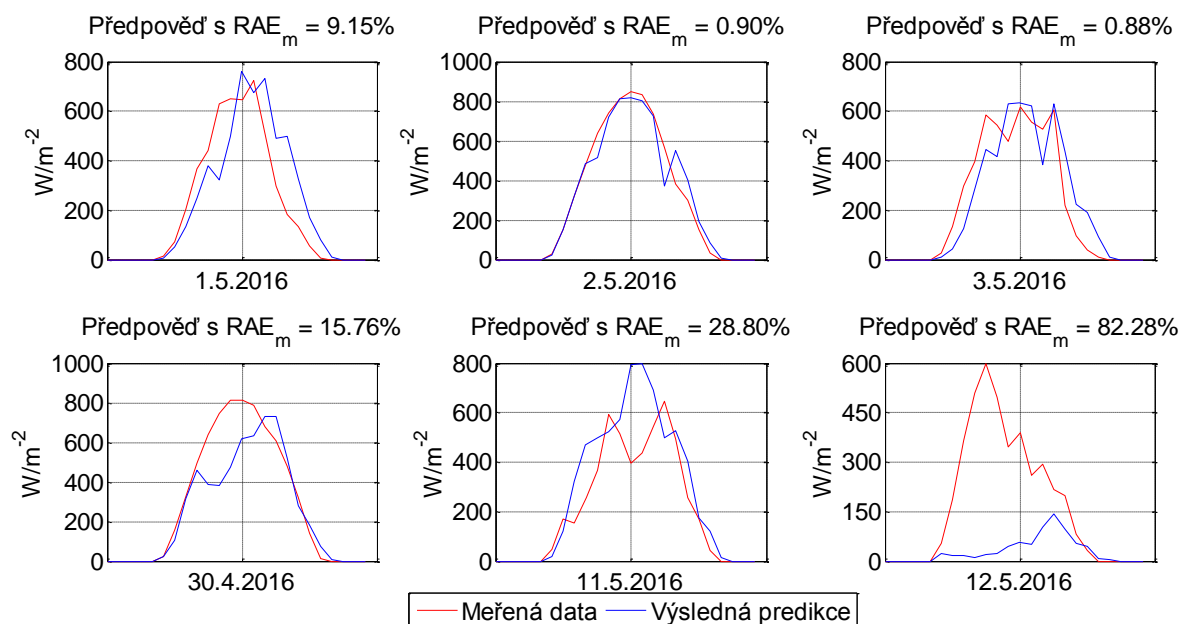 Předpověď s RAE_m = 9.15%
Předpověď s RAE_m = 0.90%
Předpověď s RAE_m = 0.88%
W/m^-2
800
600
400
200
0
1.5.2016
W/m^-2
1000
800
600
400
200
0
2.5.2016
W/m^-2
800
600
400
200
0
3.5.2016
Předpověď s RAE_m = 15.76%
Předpověď s RAE_m = 28.80%
Předpověď s RAE_m = 82.28%
W/m^-2
1000
800
600
400
200
0
30.4.2016
W/m^-2
800
600
400
200
0
11.5.2016
W/m^-2
600
450
300
150
0
12.5.2016
Meřená data
Výsledná predikce